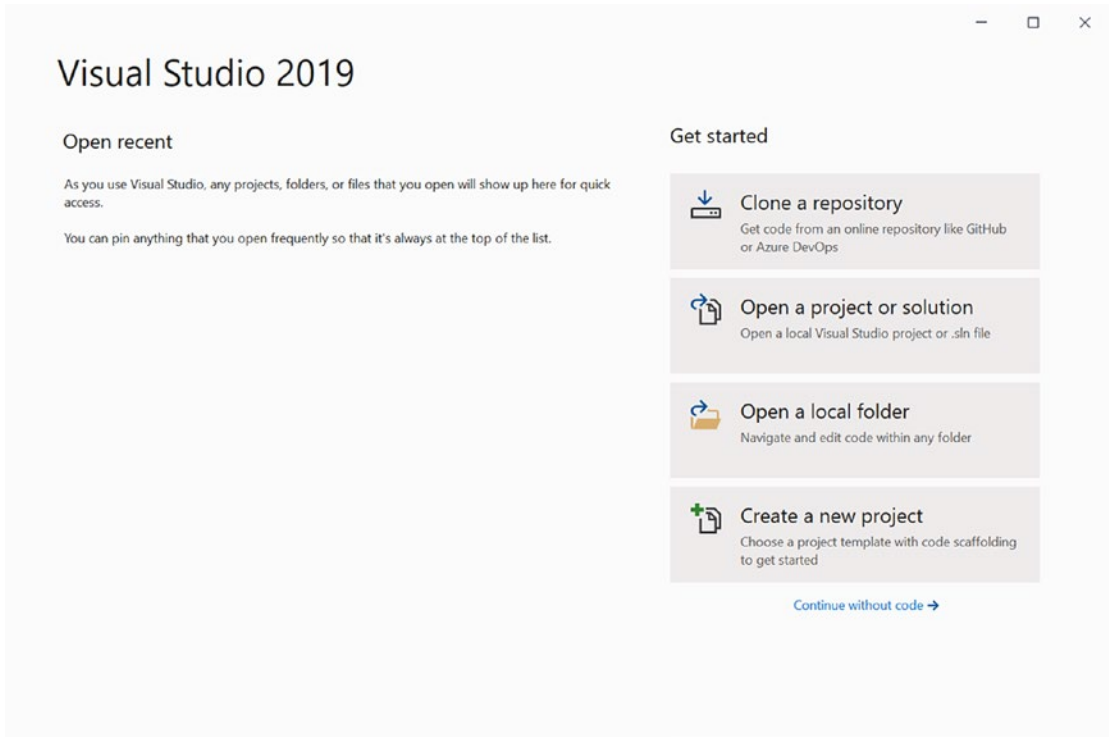 Visual Studio 2019
Open recent
As you use Visual Studio, any projects, folders, or files that you open will show up here for quick
access.
You can pin anything that you open frequently so that it's always at the top of the list.
Get started
Clone a repository
Get code from an online repository like GitHub
or Azure DevOps
Open a project or solution
Open a local Visual Studio project or .sln file
Open a local folder
Navigate and edit code within any folder
Create a new project
Choose a project template with code scaffolding
to get started
Continue without code →